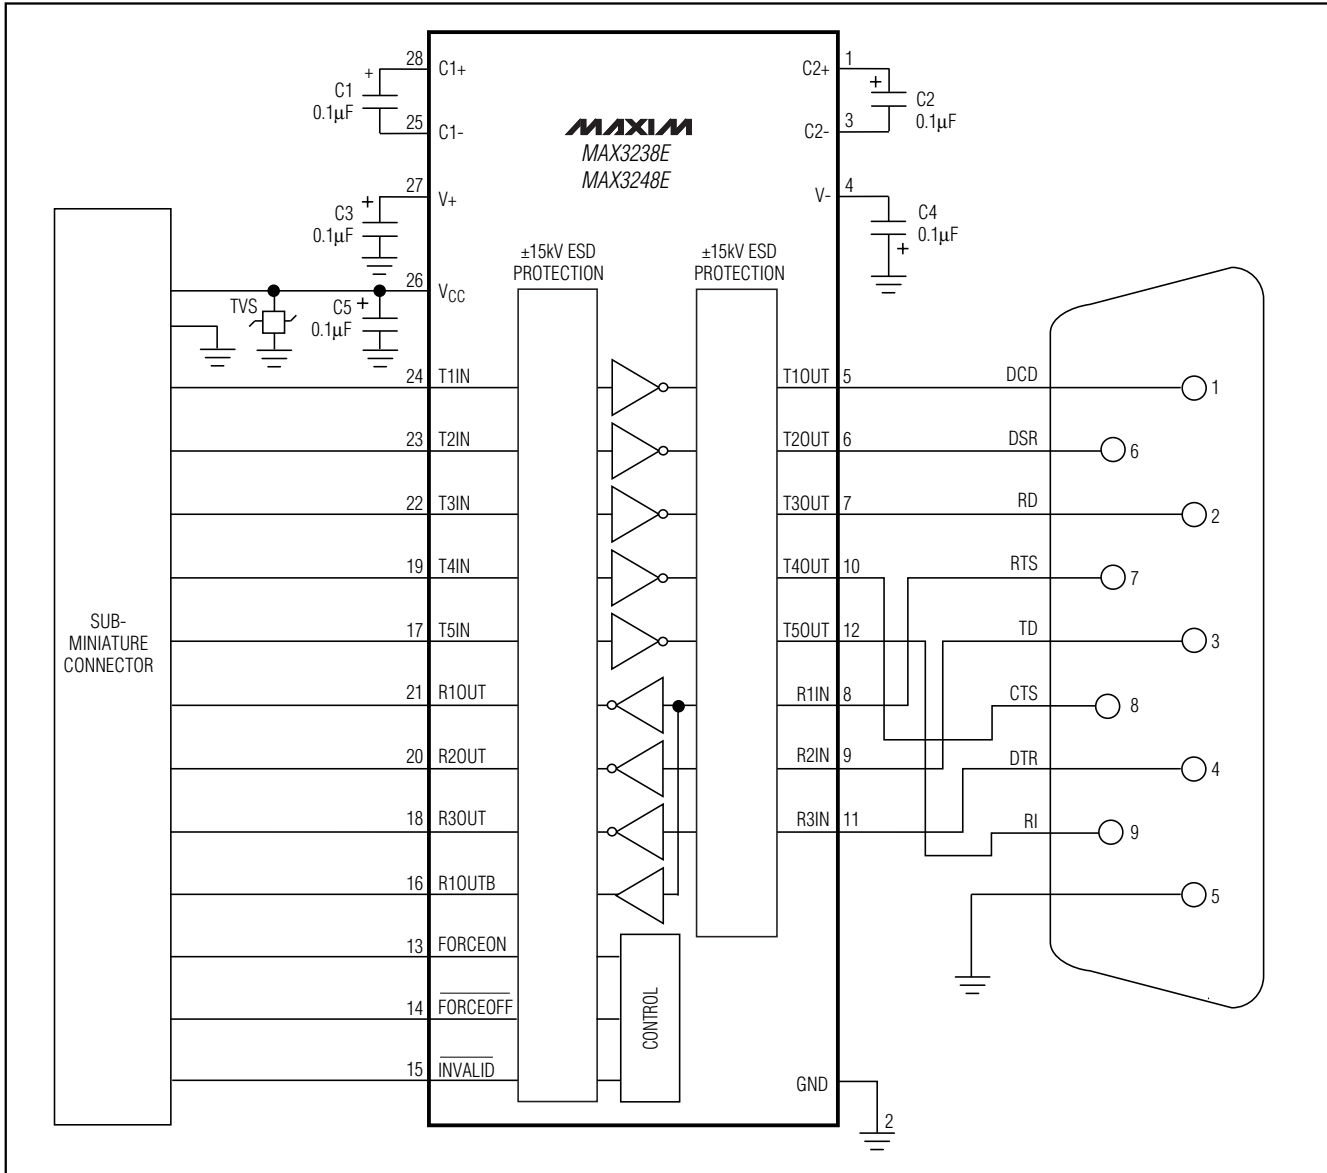 28
C1+
C2+
1
+
C1
0.1µF
+
C2
0.1µF
25
C1-
C2-
3
MAXIM
MAX3238E
MAX3248E
27
V+
V-
4
+
C3
0.1µF
C4
0.1µF
+
±15kV ESD
PROTECTION
±15kV ESD
PROTECTION
26
VCC
TVS
C5
+
0.1µF
24
T1IN
T1OUT
5
DCD
1
23
T2IN
T2OUT
6
DSR
6
22
T3IN
T3OUT
7
RD
2
19
T4IN
T4OUT
10
RTS
7
SUB-
MINIATURE
CONNECTOR
17
T5IN
T5OUT
12
TD
3
21
R1OUT
R1IN
8
CTS
8
20
R2OUT
R2IN
9
DTR
4
18
R3OUT
R3IN
11
RI
9
16
R1OUTB
5
13
FORCEON
14
FORCEOFF
CONTROL
15
INVALID
GND
2